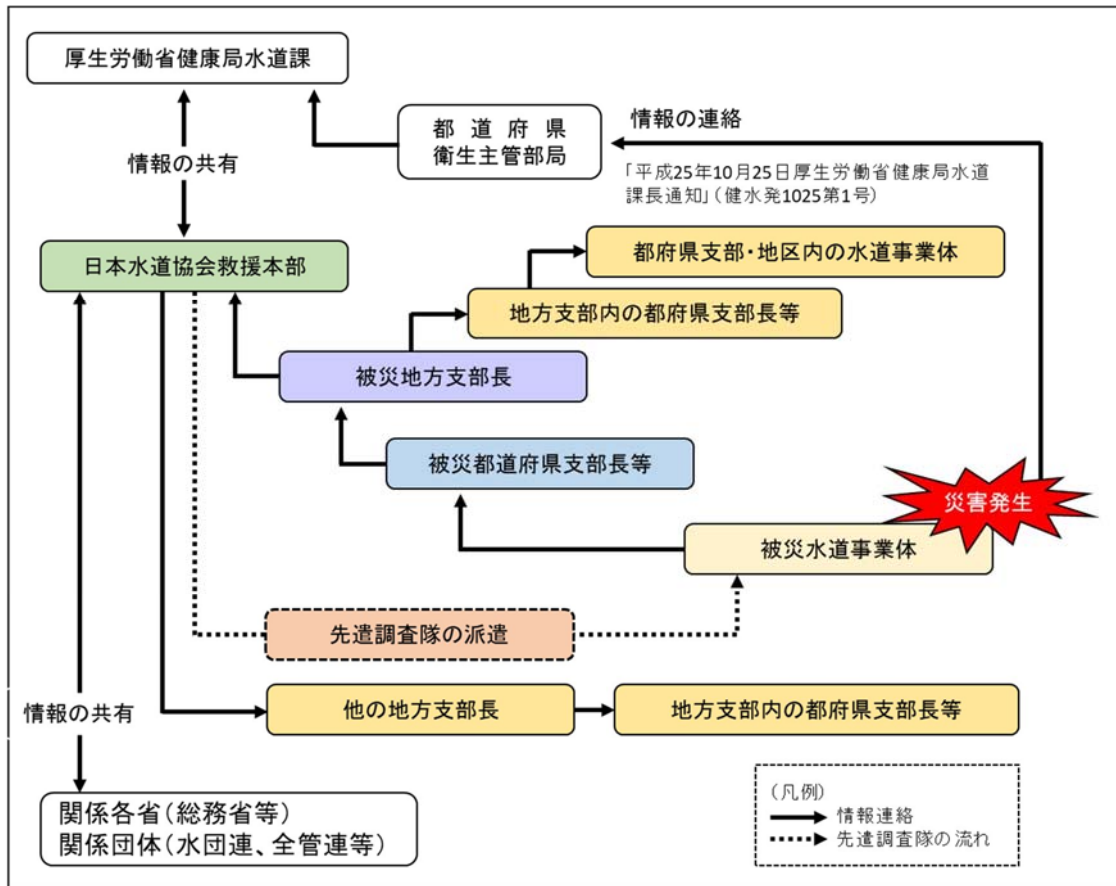 厚生労働省健康局水道課
都道府県
衛生主管部局
情報の連絡
「平成25年10月25日厚生労働省健康局水道
課長通知」(健水発1025第1号)
情報の共有
日本水道協会救援本部
都府県支部・地区内の水道事業体
地方支部内の都府県支部長等
被災地方支部長
被災都道府県支部長等
災害発生
被災水道事業体
先遣調査隊の派遣
情報の共有
他の地方支部長
地方支部内の都府県支部長等
関係各省(総務省等)
関係団体(水団連、全管連等)
(凡例)
情報連絡
先遣調査隊の流れ